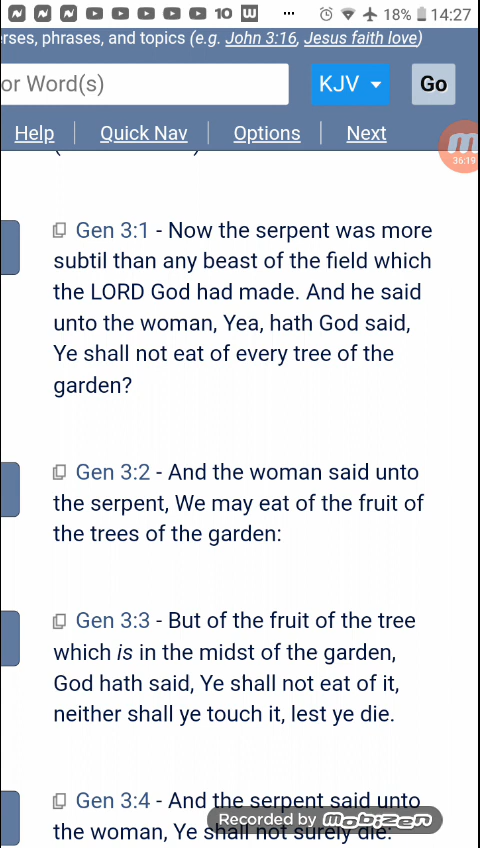 10 W ... 18% 14:27
rses, phrases, and topics (e.g. John 3:16, Jesus faith love)
or Word(s) KJV Go
Help | Quick Nav | Options | Next
36:19
Gen 3:1 - Now the serpent was more
subtil than any beast of the field which
the LORD God had made. And he said
unto the woman, Yea, hath God said,
Ye shall not eat of every tree of the
garden?
Gen 3:2 - And the woman said unto
the serpent, We may eat of the fruit of
the trees of the garden:
Gen 3:3 - But of the fruit of the tree
which is in the midst of the garden,
God hath said, Ye shall not eat of it,
neither shall ye touch it, lest ye die.
Gen 3:4 - And the serpent said unto
the woman, Ye shall not surely die:
Recorded by Mobizen